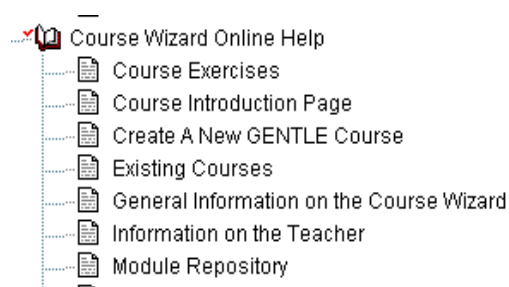 Course Wizard Online Help
Course Exercises
Course Introduction Page
Create A New GENTLE Course
Existing Courses
General Information on the Course Wizard
Information on the Teacher
Module Repository